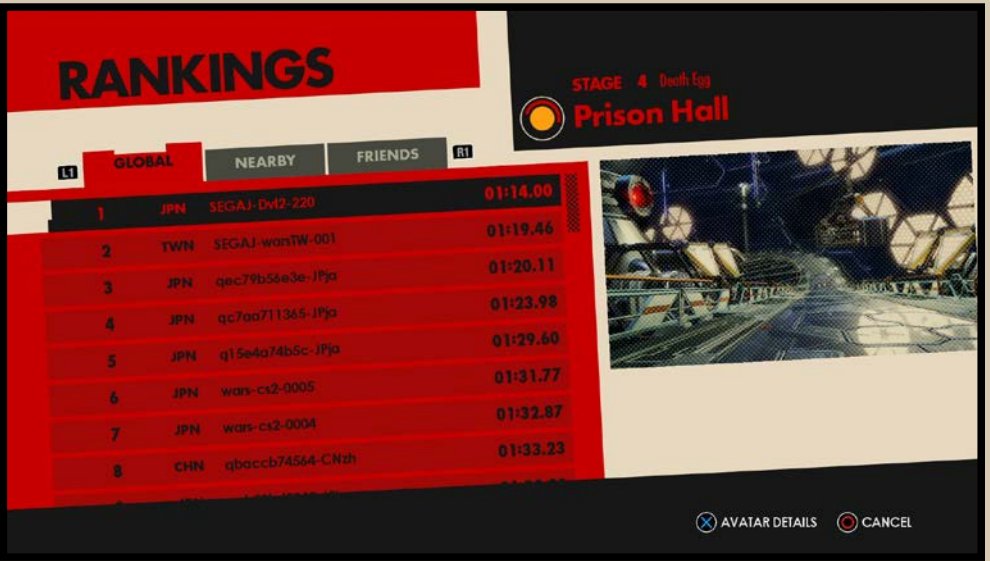 RANKINGS
STAGE 4 Death Egg
Prison Hall
L1 GLOBAL NEARBY FRIENDS R1
1 JPN SEGAJ-Dvl2-220 01:14.00
2 TWN SEGAJ-warsTW-001 01:19.46
3 JPN qec79b56e3e-JPja 01:20.11
4 JPN qc7aa711365-JPja 01:23.98
5 JPN q15e4a74b5c-JPja 01:29.60
6 JPN wars-cs2-0005 01:31.77
7 JPN wars-cs2-0004 01:32.87
8 CHN qbaccb74564-CNzh 01:33.23
AVATAR DETAILS CANCEL